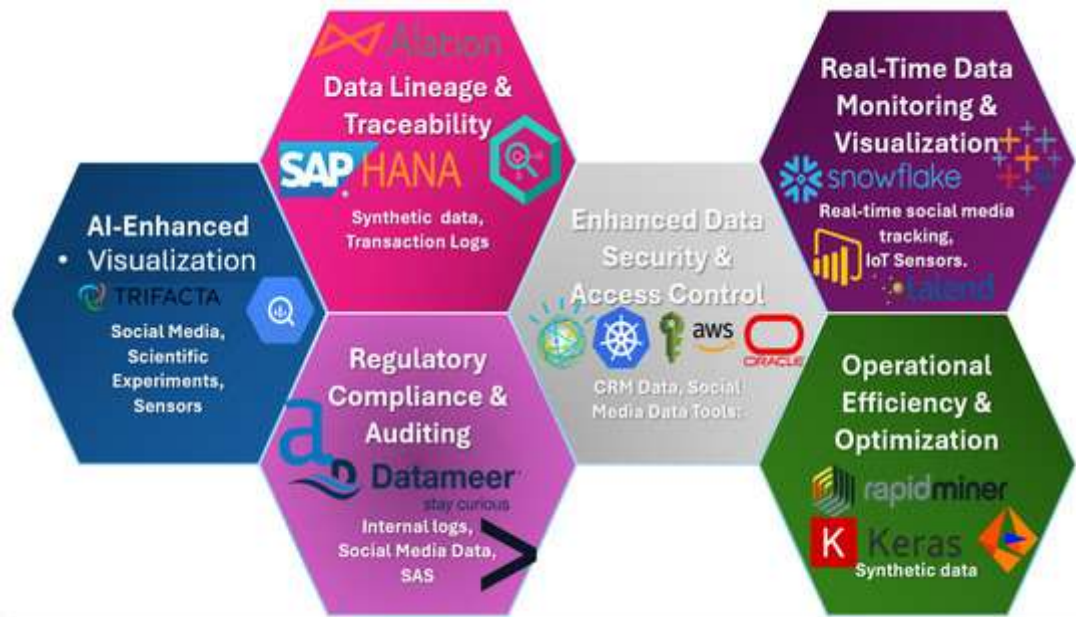 AI-Enhanced
• Visualization
TRIFACTA
Social Media,
Scientific
Experiments,
Sensors
Alation
Data Lineage &
Traceability
SAP HANA
Synthetic data,
Transaction Logs
Regulatory
Compliance &
Auditing
a
D Datameer
stay curious
Internal logs,
Social Media Data,
SAS
>
Enhanced Data
Security &
Access Control
aws
ORACLE
CRM Data, Social
Media Data Tools:
Real-Time Data
Monitoring &
Visualization
snowflake
Real-time social media
tracking,
IoT Sensors.
talend
Operational
Efficiency &
Optimization
rapidminer
K Keras
Synthetic data